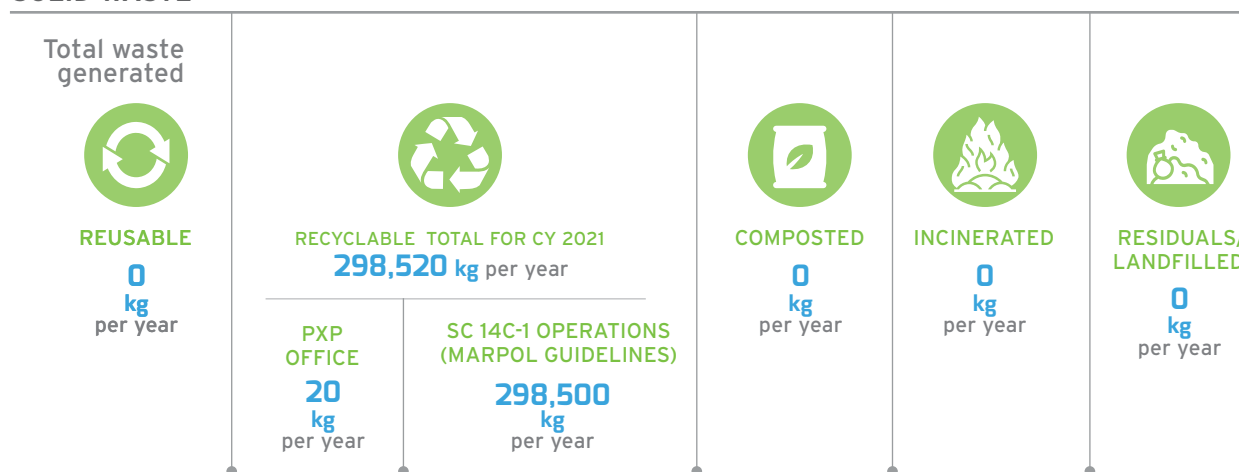 Total waste
generated
REUSABLE
0
kg
per year
RECYCLABLE TOTAL FOR CY 2021
298,520 kg per year
PXP
OFFICE
20
kg
per year
SC 14C-1 OPERATIONS
(MARPOL GUIDELINES)
298,500
kg
per year
COMPOSTED
0
kg
per year
INCINERATED
0
kg
per year
RESIDUALS/
LANDFILLED
0
kg
per year